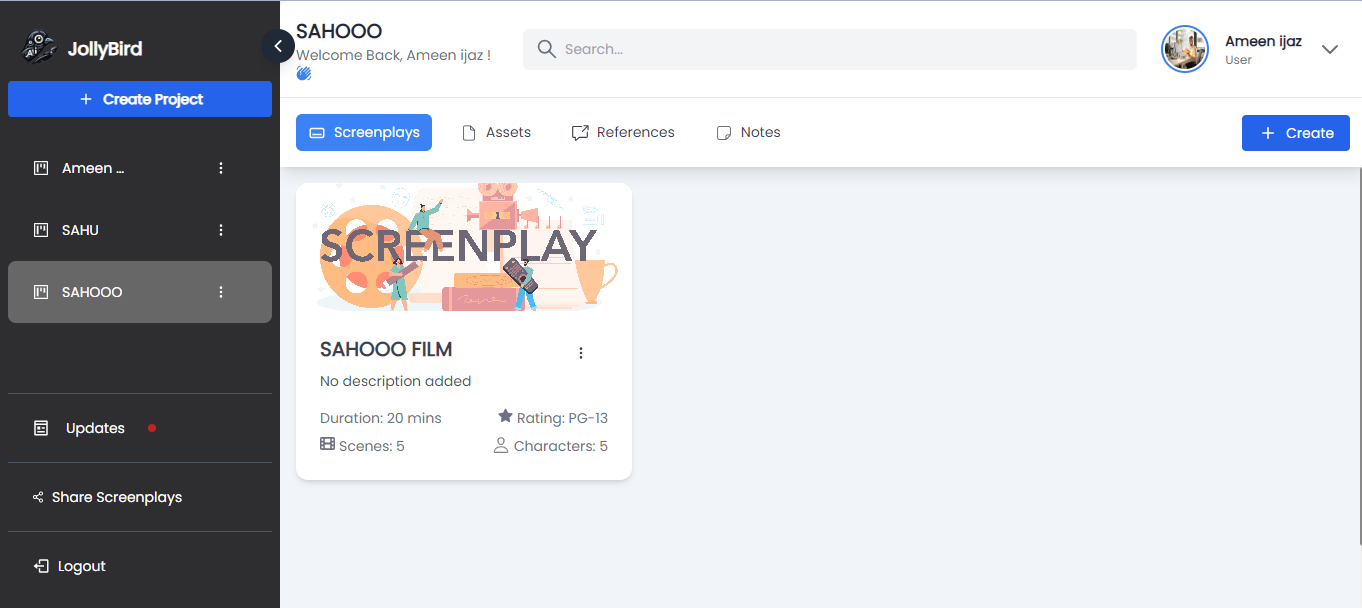 JollyBird
Create Project
Ameen ...
SAHU
SAHOOO
Updates
Share Screenplays
Logout
SAHOOO
Welcome Back, Ameen ijaz !
Search...
Ameen ijaz
User
Screenplays
Assets
References
Notes
Create
1
SCREENPLAY
SAHOOO FILM
No description added
Duration: 20 mins
Rating: PG-13
Scenes: 5
Characters: 5